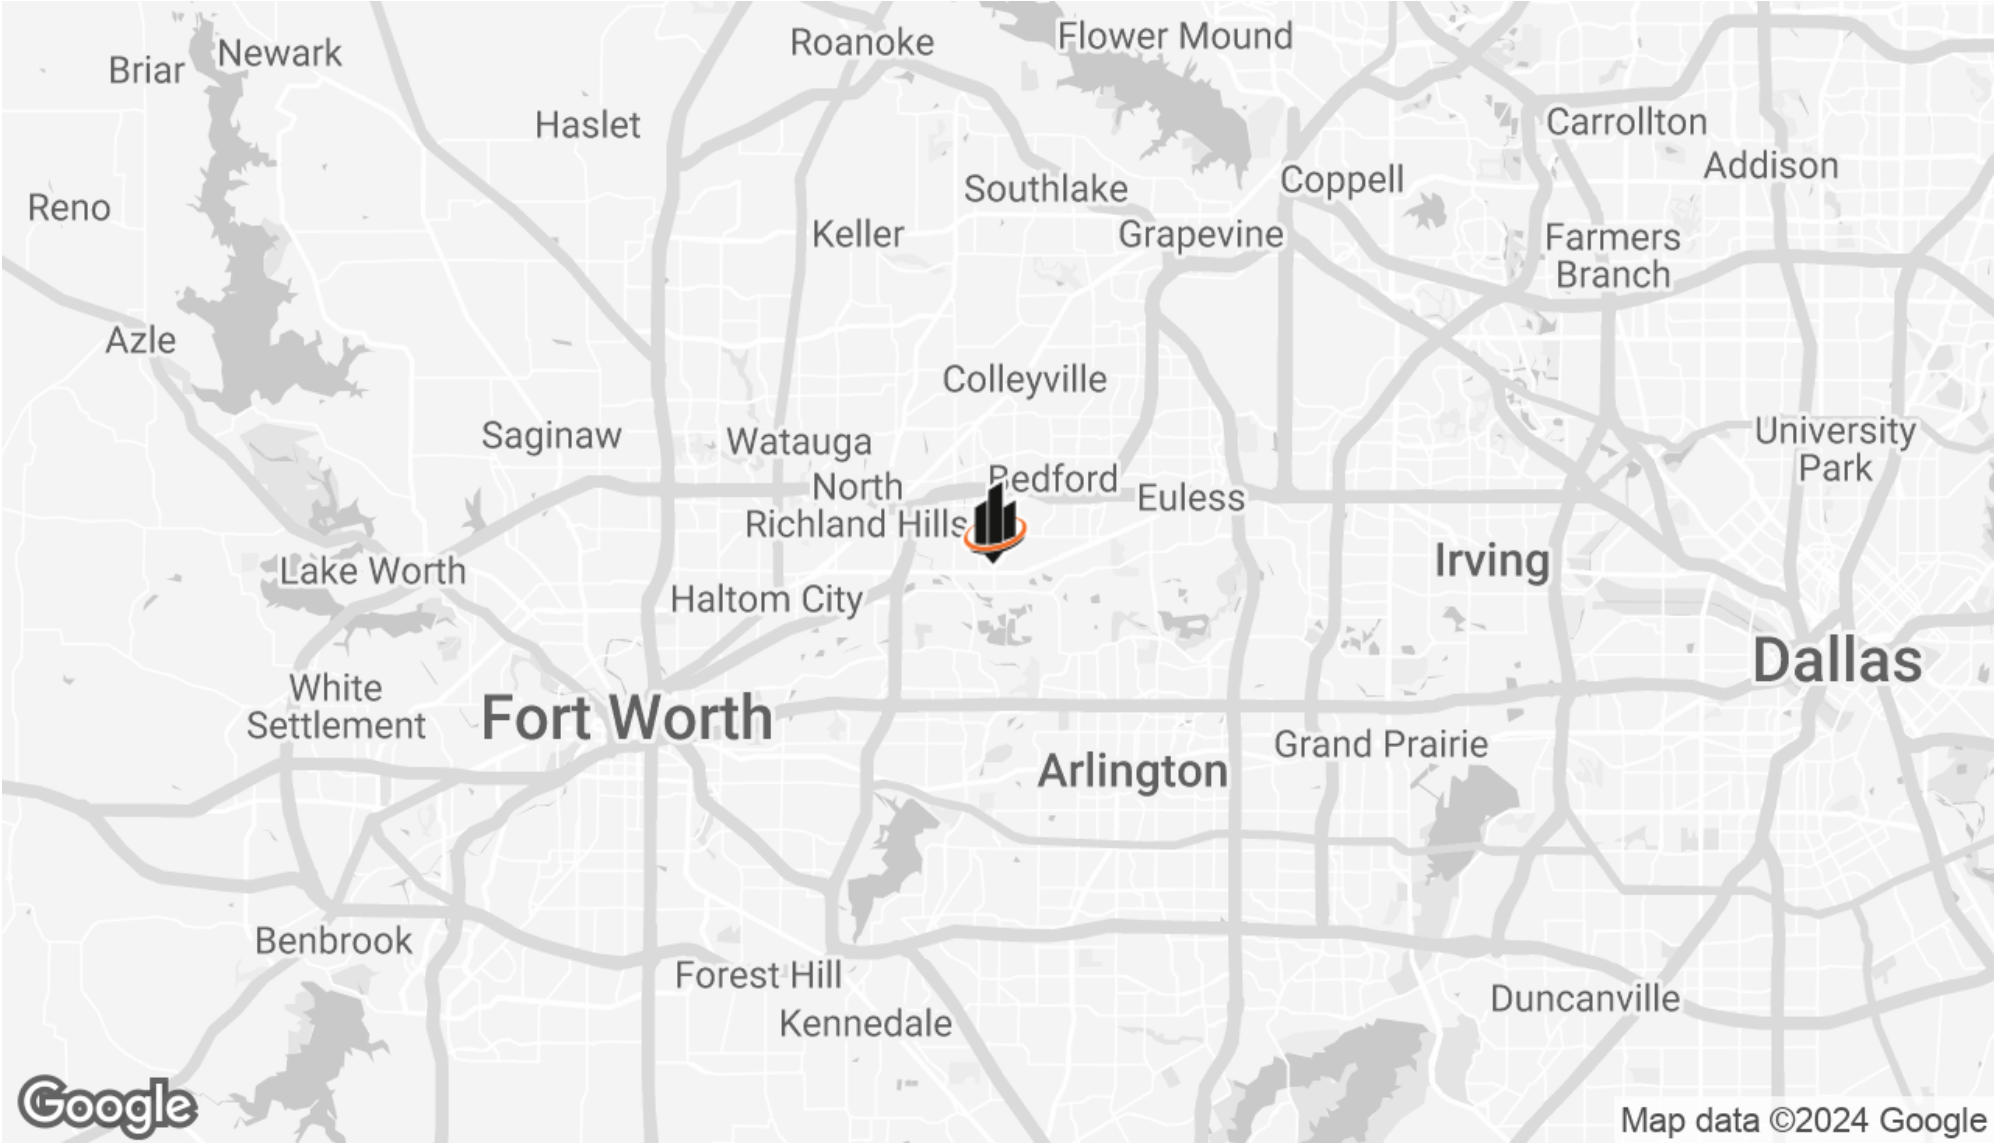 Flower Mound
Roanoke
Newark
Briar
Haslet
Carrollton
Addison
Coppell
Southlake
Reno
Keller
Grapevine
Farmers
Branch
Azle
Colleyville
Saginaw
Watauga
University
Park
Bedford
North
Richland Hills
Euless
Irving
Lake Worth
Haltom City
Dallas
White
Settlement
Fort Worth
Grand Prairie
Arlington
Benbrook
Forest Hill
Duncanville
Kennedale
Google
Map data ©2024 Google